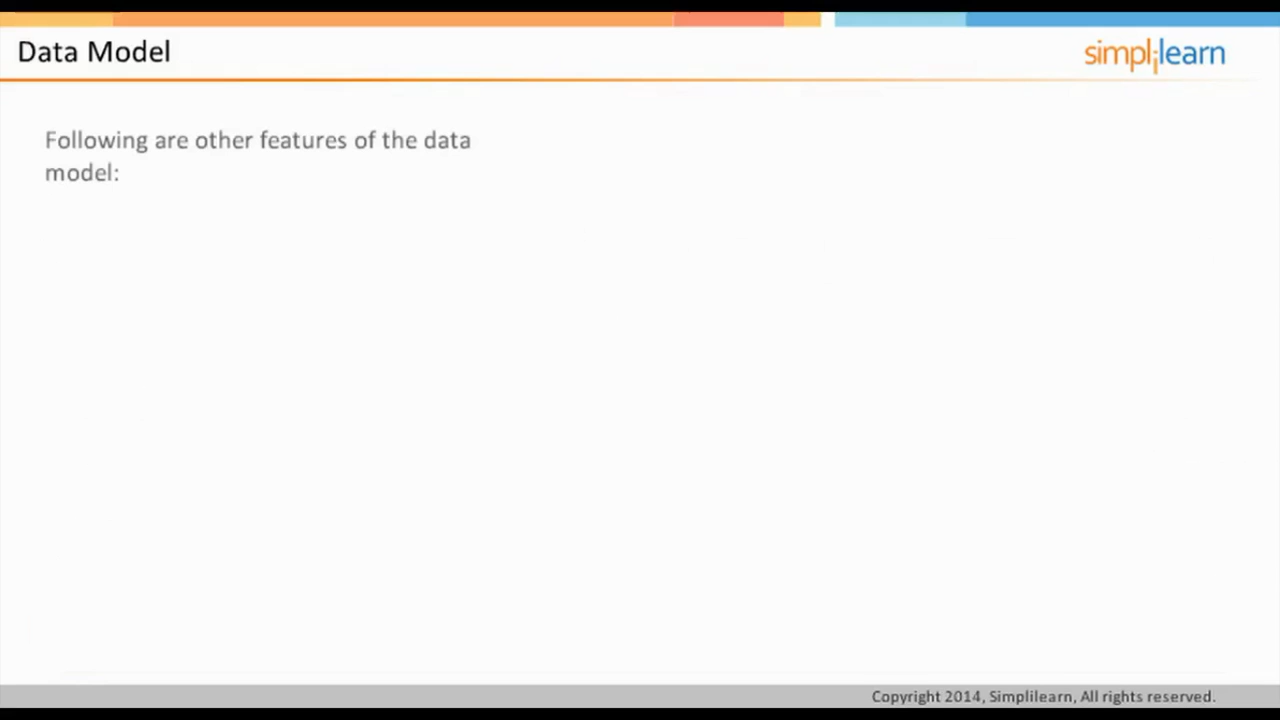 Data Model
simplilearn
Following are other features of the data
model:
Copyright 2014, Simplilearn, All rights reserved.